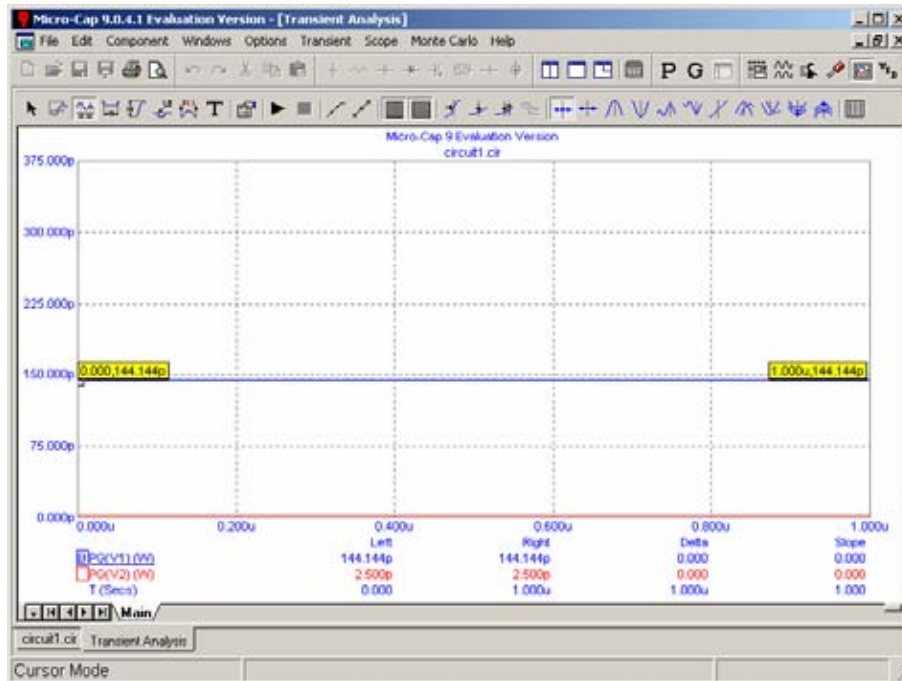 Micro-Cap 9.0.4.1 Evaluation Version - [Transient Analysis]
File Edit Component Windows Options Transient Scope Monte Carlo Help
P G
T
Micro-Cap 9 Evaluation Version
circuit1.cir
375.000p
300.000p
225.000p
150.000p 0.000,144.144p 1.000u,144.144p
75.000p
0.000p
0.000u 0.200u 0.400u 0.600u 0.800u 1.000u
Left Right Delta Slope
PG(V1) (W) 144.144p 144.144p 0.000 0.000
PG(V2) (W) 2.500p 2.500p 0.000 0.000
T (Secs) 0.000 1.000u 1.000u 1.000
Main
circuit1.cir Transient Analysis
Cursor Mode